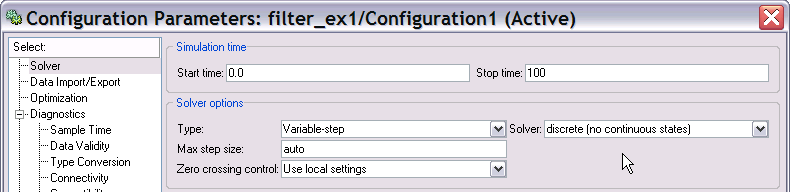 Configuration Parameters: filter_ex1/Configuration1 (Active)
Select:
Solver
Data Import/Export
Optimization
Diagnostics
Sample Time
Data Validity
Type Conversion
Connectivity
Simulation time
Start time: 0.0 Stop time: 100
Solver options
Type: Variable-step Solver: discrete (no continuous states)
Max step size: auto
Zero crossing control: Use local settings